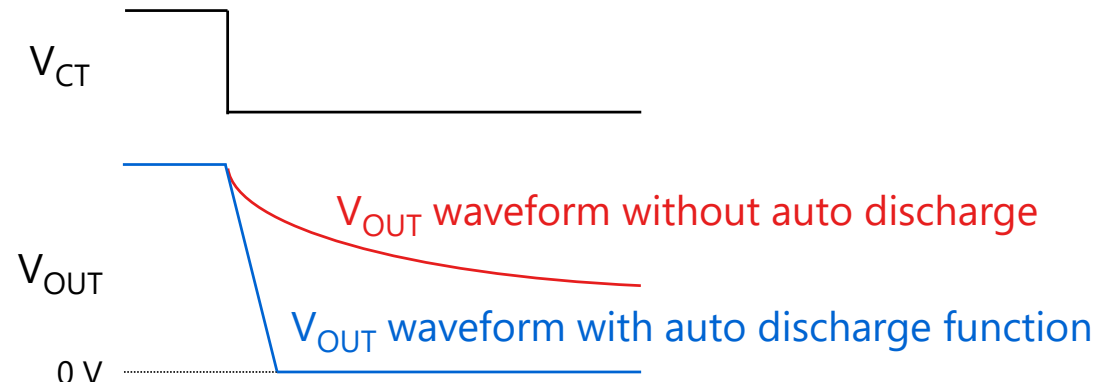 VCT
VOUT waveform without auto discharge
VOUT
VOUT waveform with auto discharge function
0 V